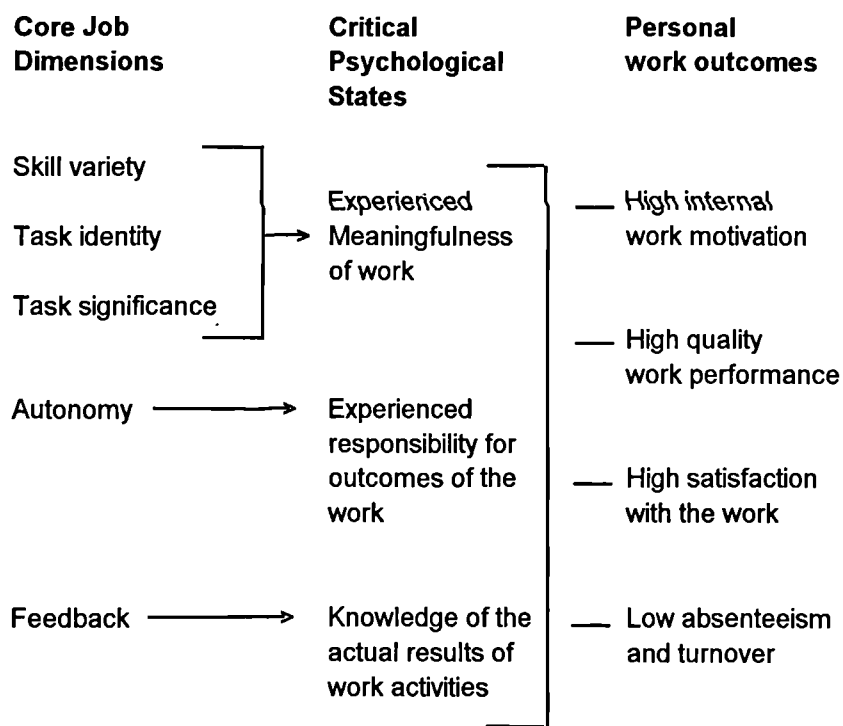 Core Job
Dimensions
Critical
Psychological
States
Personal
work outcomes
Skill variety
Task identity
Task significance
Experienced
Meaningfulness
of work
High internal
work motivation
High quality
work performance
Autonomy
Experienced
responsibility for
outcomes of the
work
High satisfaction
with the work
Feedback
Knowledge of the
actual results of
work activities
Low absenteeism
and turnover